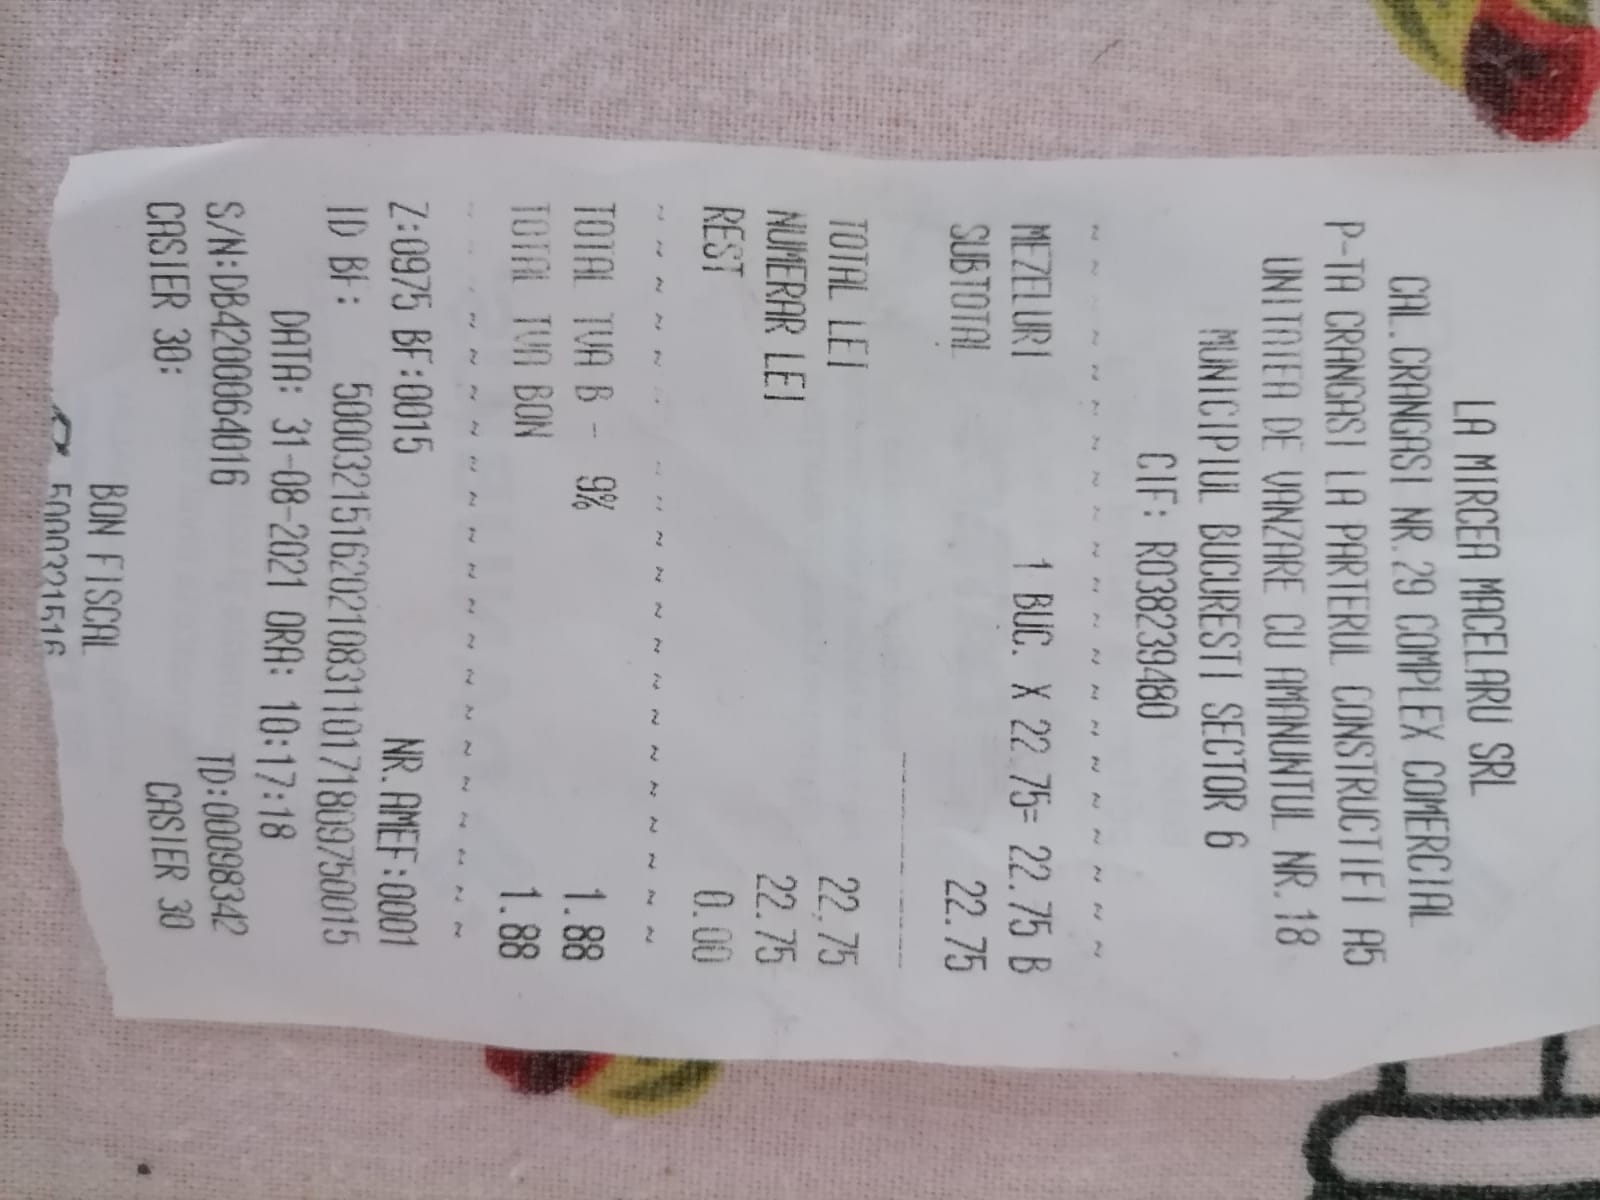 LA MIRCEA MACELARU SRL
CAL.CRANGASI NR.29 COMPLEX COMERCIAL
P-TA CRANGASI LA PARTERUL CONSTRUCTIEI A5
UNITATEA DE VANZARE CU AMANUNTUL NR.18
MUNICIPIUL BUCURESTI SECTOR 6
CIF: RO38239480
MEZELURI 1 BUC. X 22.75= 22.75 B
SUBTOTAL 22.75
TOTAL LEI 22.75
NUMERAR LEI 22.75
REST 0.00
TOTAL TVA B - 9% 1.88
TOTAL TVA BON 1.88
Z:0975 BF:0015 NR.AMEF:0001
ID BF: 50003215162021083110171809750015
DATA: 31-08-2021 ORA: 10:17:18
S/N:DB4200064016 TD:00098342
CASIER 30: CASIER 30
BON FISCAL
5000321516